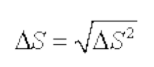 ΔS = √ΔS²